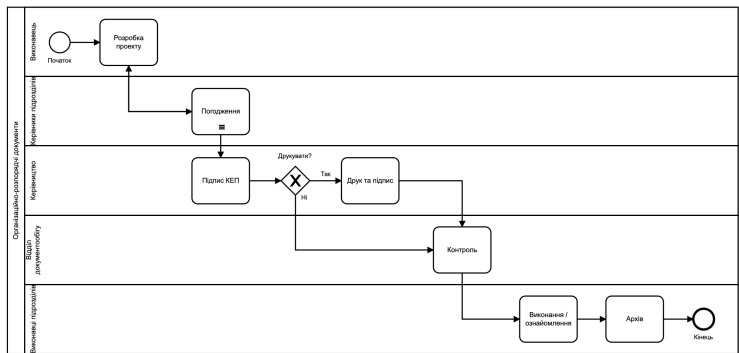 Організаційно-розпорядчі документи
Виконавець
Початок
Розробка
проекту
Керівники підрозділів
Погодження
Керівництво
Підпис КЕП
Друкувати?
Так
Ні
Друк та підпис
Відділ
документообігу
Контроль
Виконавці підрозділів
Виконання /
ознайомлення
Архів
Кінець